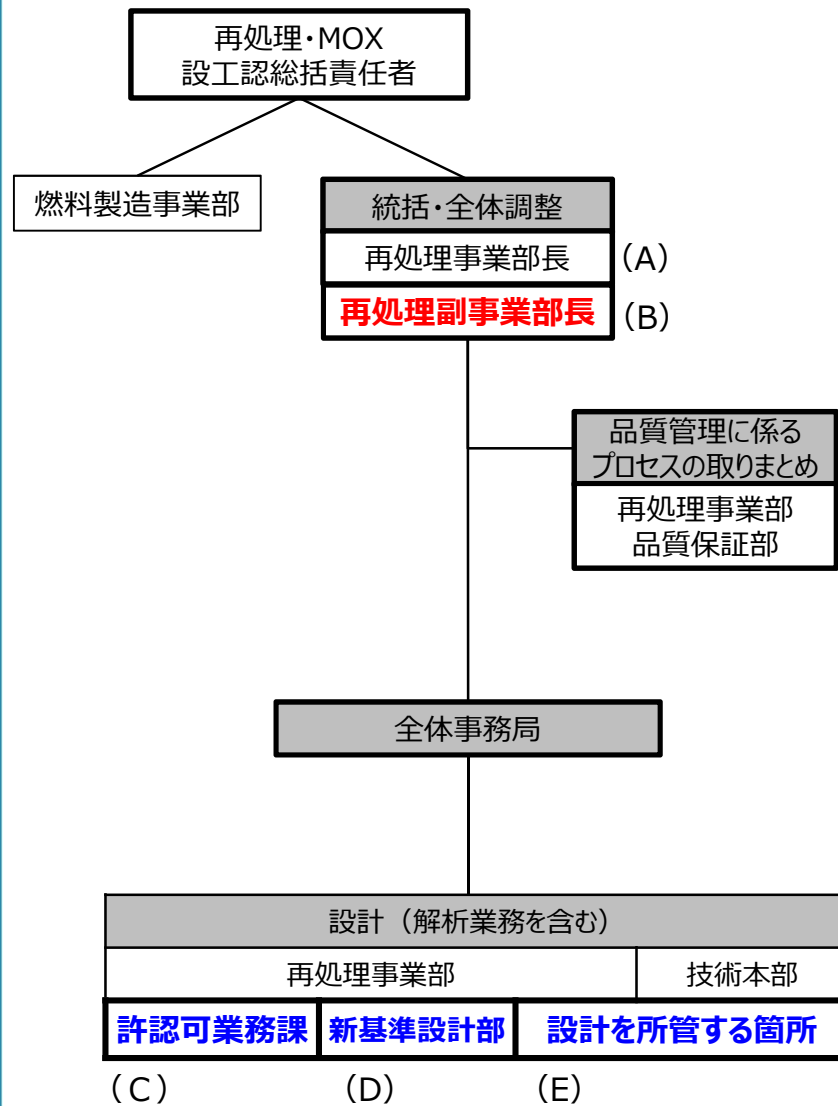 再処理・MOX
設工認総括責任者
燃料製造事業部
統括・全体調整
再処理事業部長
(A)
再処理副事業部長
(B)
品質管理に係る
プロセスの取りまとめ
再処理事業部
品質保証部
全体事務局
設計（解析業務を含む）
再処理事業部
技術本部
許認可業務課
新基準設計部
設計を所管する箇所
(C)
(D)
(E)